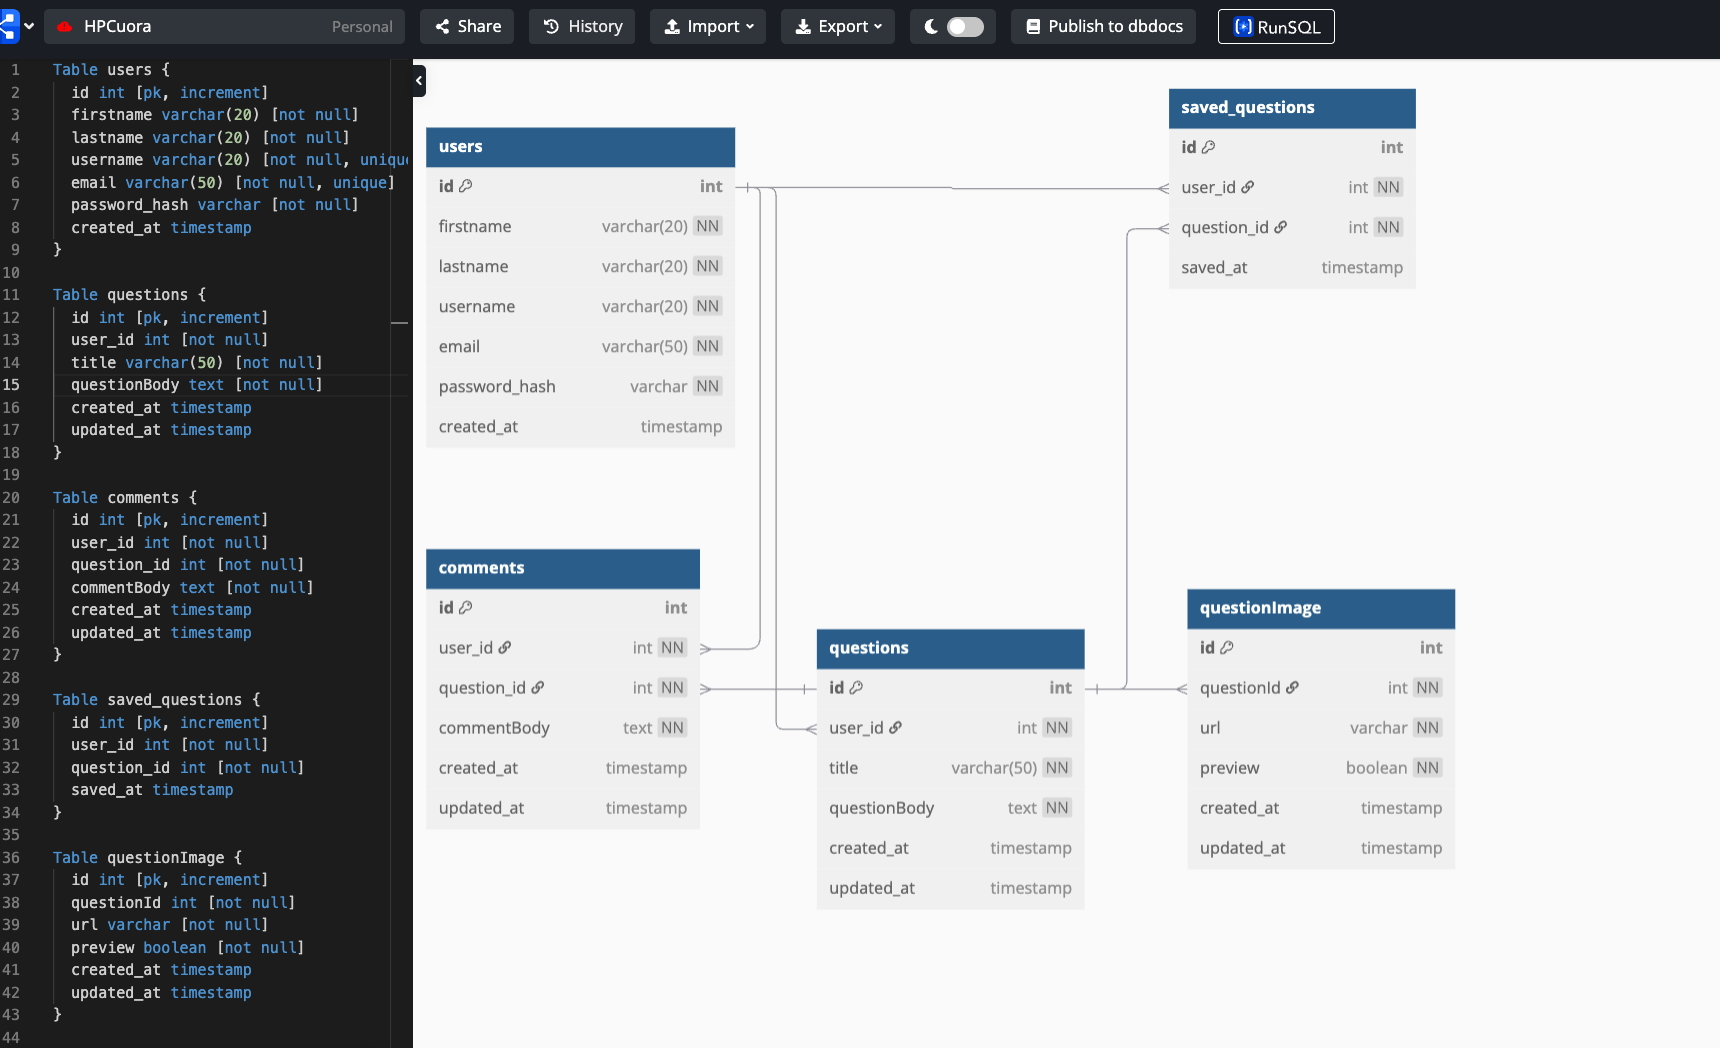 HPCuora Personal Share History Import Export Publish to dbdocs RunSQL
1 Table users {
2 id int [pk, increment]
3 firstname varchar(20) [not null]
4 lastname varchar(20) [not null]
5 username varchar(20) [not null, unique
6 email varchar(50) [not null, unique]
7 password_hash varchar [not null]
8 created_at timestamp
9 }
10
11 Table questions {
12 id int [pk, increment]
13 user_id int [not null]
14 title varchar(50) [not null]
15 questionBody text [not null]
16 created_at timestamp
17 updated_at timestamp
18 }
19
20 Table comments {
21 id int [pk, increment]
22 user_id int [not null]
23 question_id int [not null]
24 commentBody text [not null]
25 created_at timestamp
26 updated_at timestamp
27 }
28
29 Table saved_questions {
30 id int [pk, increment]
31 user_id int [not null]
32 question_id int [not null]
33 saved_at timestamp
34 }
35
36 Table questionImage {
37 id int [pk, increment]
38 questionId int [not null]
39 url varchar [not null]
40 preview boolean [not null]
41 created_at timestamp
42 updated_at timestamp
43 }
44
users
id int
firstname varchar(20) NN
lastname varchar(20) NN
username varchar(20) NN
email varchar(50) NN
password_hash varchar NN
created_at timestamp
saved_questions
id int
user_id int NN
question_id int NN
saved_at timestamp
comments
id int
user_id int NN
question_id int NN
commentBody text NN
created_at timestamp
updated_at timestamp
questions
id int
user_id int NN
title varchar(50) NN
questionBody text NN
created_at timestamp
updated_at timestamp
questionImage
id int
questionId int NN
url varchar NN
preview boolean NN
created_at timestamp
updated_at timestamp